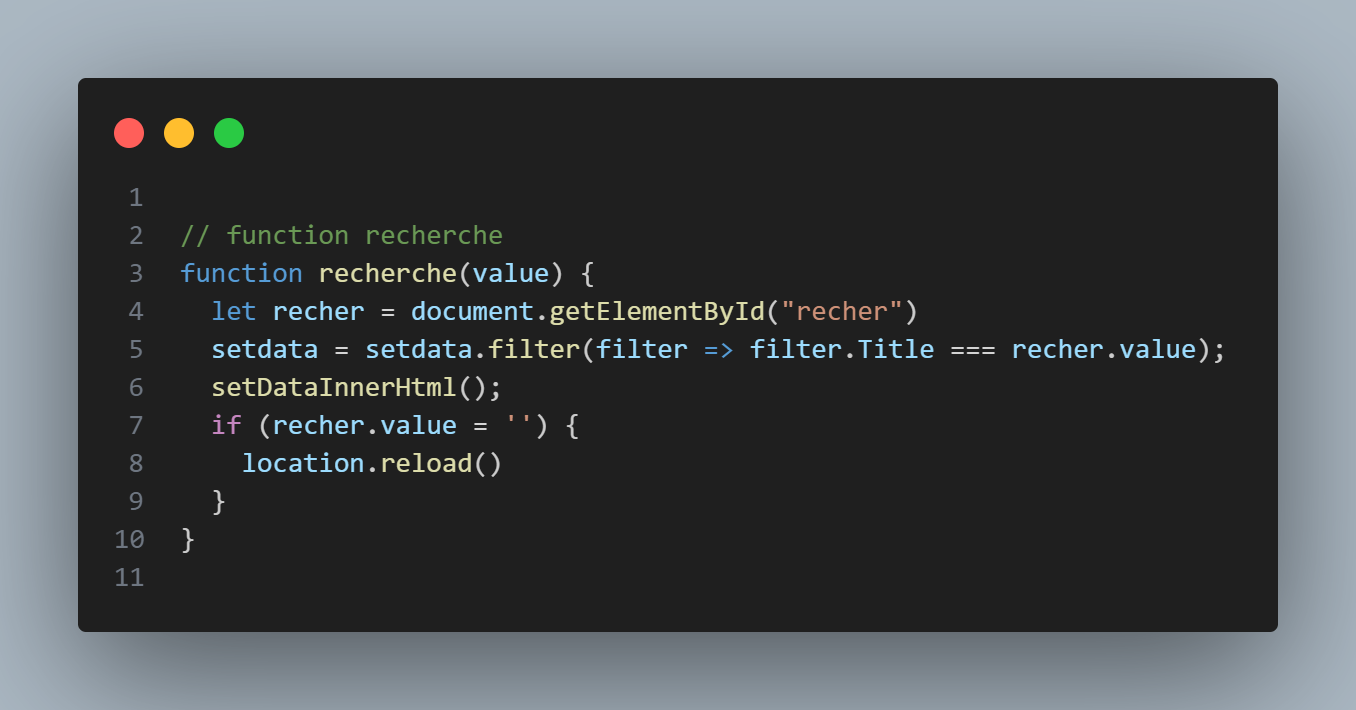 1
2 // function recherche
3 function recherche(value) {
4   let recher = document.getElementById("recher")
5   setdata = setdata.filter(filter => filter.Title === recher.value);
6   setDataInnerHtml();
7   if (recher.value = '') {
8     location.reload()
9   }
10 }
11